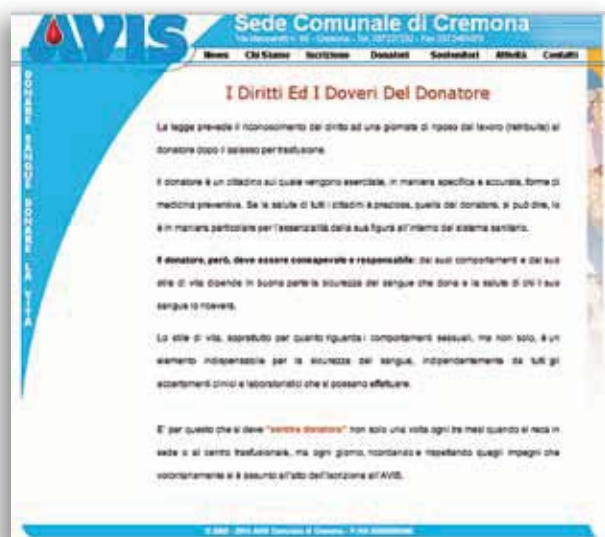 AVIS
Sede Comunale di Cremona
News Chi Siamo Iscrizione Donatori Sostenitori Attività Contatti
DONARE SANGUE DONARE LA VITA
I Diritti Ed I Doveri Del Donatore
La legge prevede il riconoscimento del diritto ad una giornata di riposo dal lavoro (retribuita) al
donatore dopo il salasso per trasfusione.
Il donatore è un cittadino sul quale vengono esercitate, in maniera specifica e accurata, forme di
medicina preventiva. Se la salute di tutti i cittadini è preziosa, quella del donatore, si può dire, lo
è in maniera particolare per l'essenzialità della sua figura all'interno del sistema sanitario.
Il donatore, però, deve essere consapevole e responsabile: dai suoi comportamenti e dal suo
stile di vita dipende in buona parte la sicurezza del sangue che dona e la salute di chi il suo
sangue lo riceverà.
Lo stile di vita, soprattutto per quanto riguarda i comportamenti sessuali, ma non solo, è un
elemento indispensabile per la sicurezza del sangue, indipendentemente da tutti gli
accertamenti clinici e laboratoristici che si possano effettuare.
E' per questo che si deve "sentire donatore" non solo una volta ogni tre mesi quando si reca in
sede o al centro trasfusionale, ma ogni giorno, ricordando e rispettando quegli impegni che
volontariamente si è assunto all'atto dell'iscrizione all'AVIS.